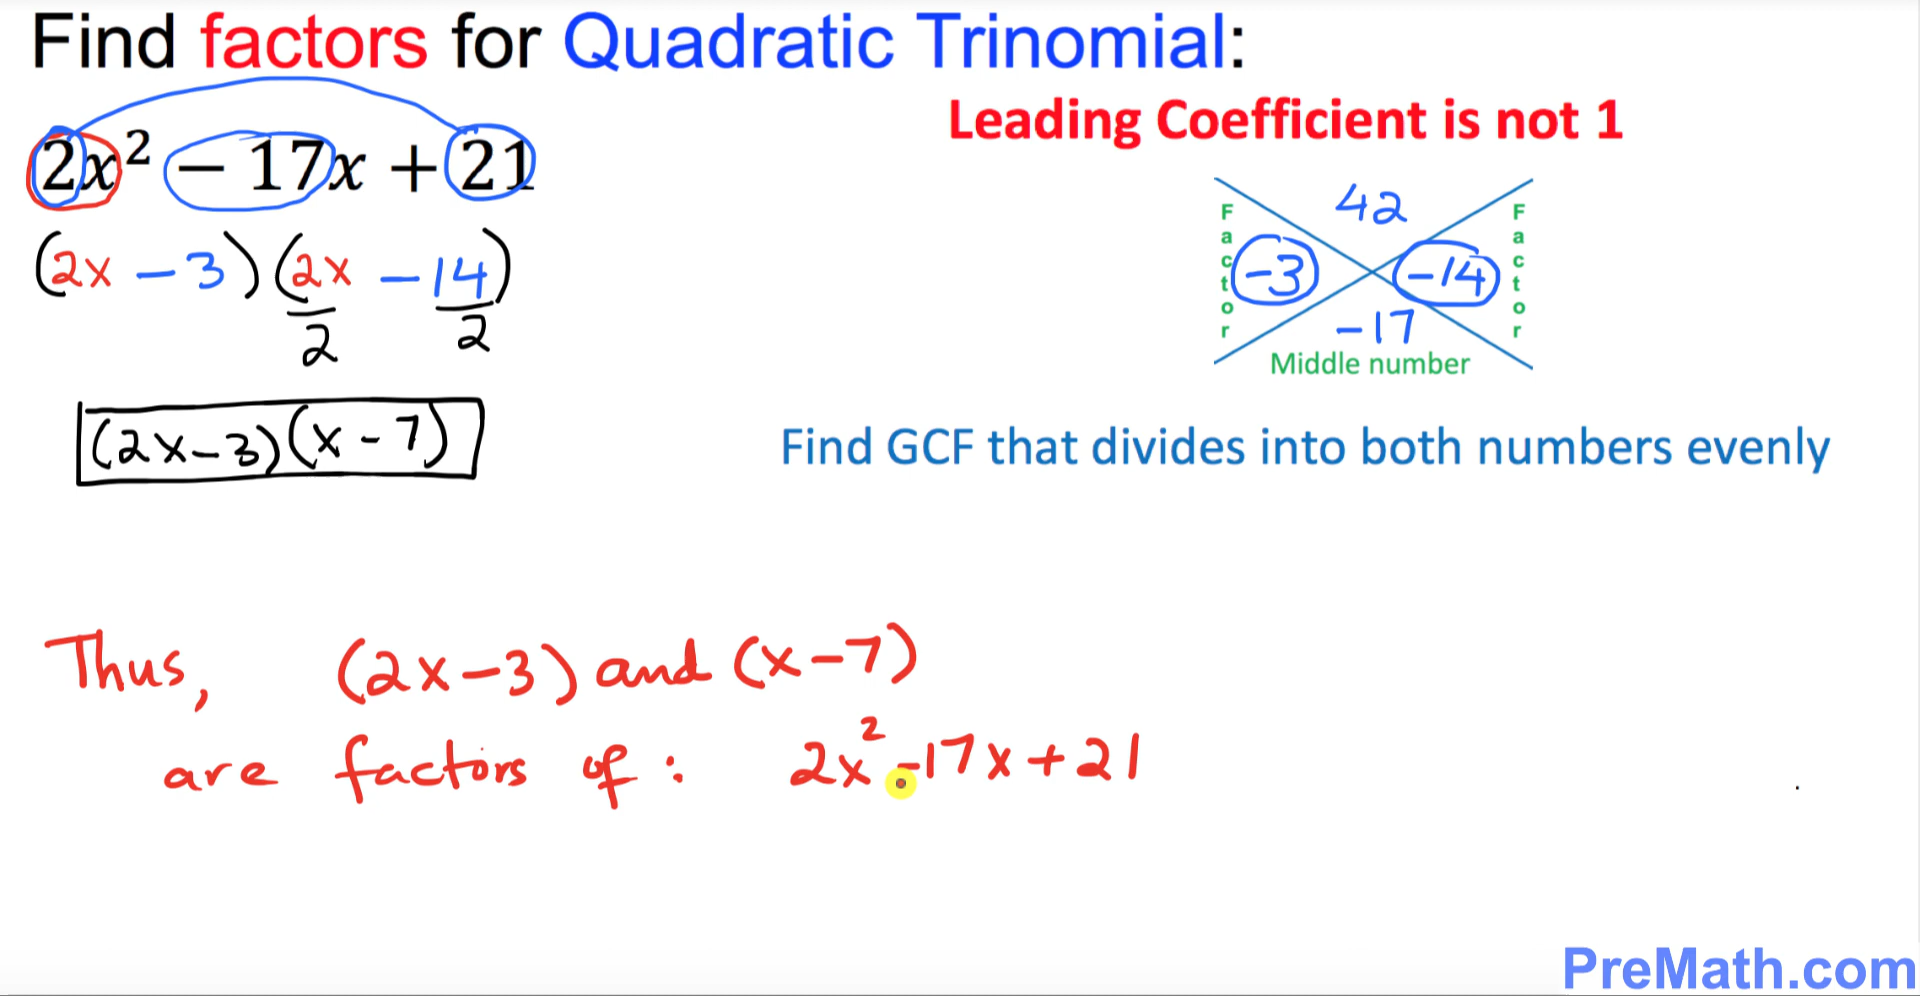 Find factors for Quadratic Trinomial:
Leading Coefficient is not 1
2x² − 17x + 21
(2x − 3)(2x/2 − 14/2)
(2x−3)(x−7)
42
Factor
−3
−14
Factor
−17
Middle number
Find GCF that divides into both numbers evenly
Thus, (2x−3) and (x−7)
are factors of: 2x²−17x+21
PreMath.com